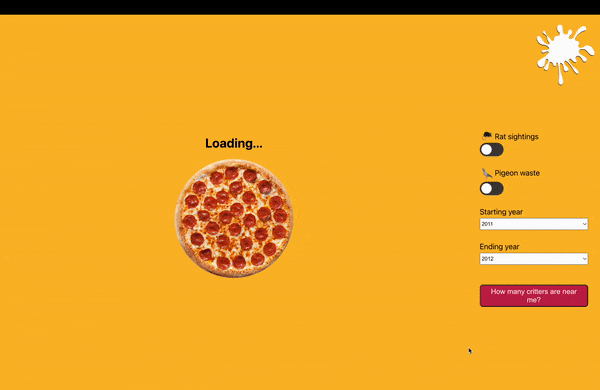 Loading...
Rat sightings
Pigeon waste
Starting year
2011
Ending year
2012
How many critters are near
me?